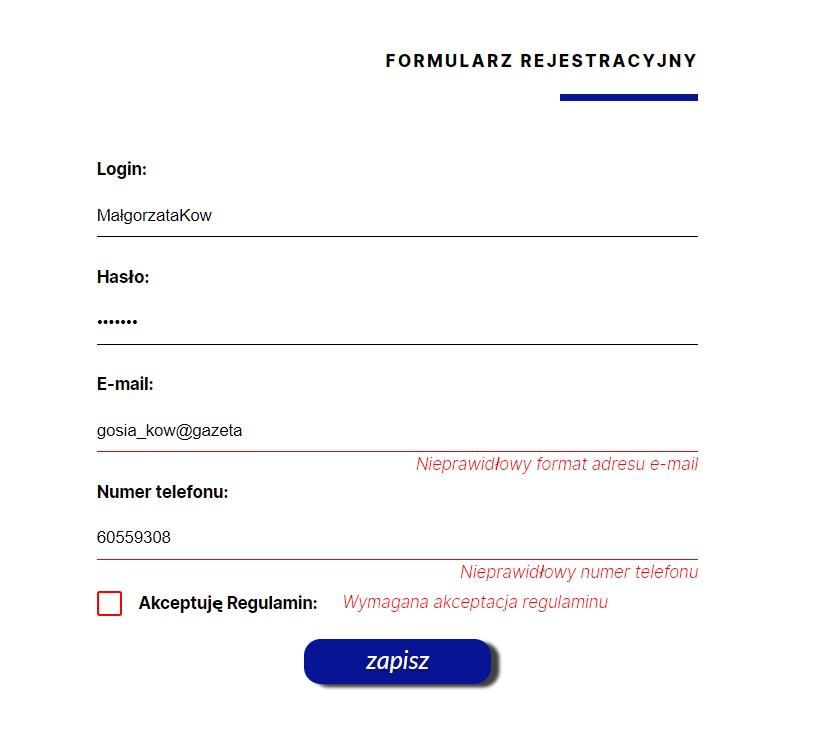 FORMULARZ REJESTRACYJNY
Login:
MałgorzataKow
Hasło:
•••••••
E-mail:
gosia_kow@gazeta
Nieprawidłowy format adresu e-mail
Numer telefonu:
60559308
Nieprawidłowy numer telefonu
Akceptuję Regulamin: Wymagana akceptacja regulaminu
zapisz